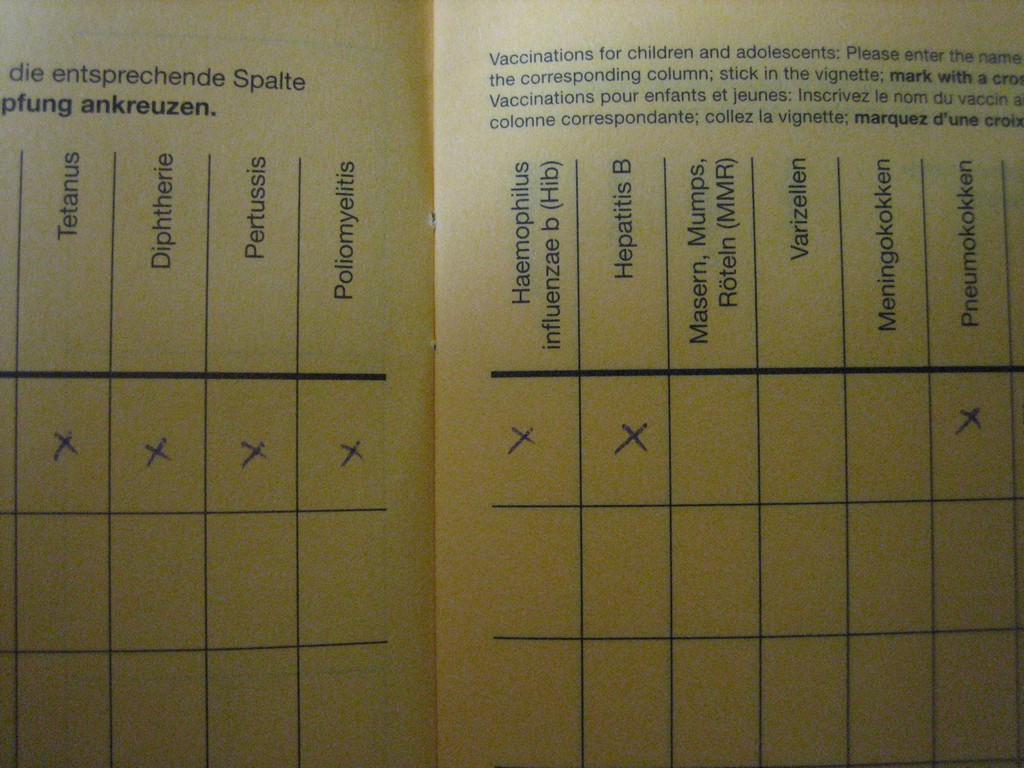 die entsprechende Spalte
pfung ankreuzen.
Tetanus
Diphtherie
Pertussis
Poliomyelitis
x x x x
Vaccinations for children and adolescents: Please enter the name
the corresponding column; stick in the vignette; mark with a cros
Vaccinations pour enfants et jeunes: Inscrivez le nom du vaccin a
colonne correspondante; collez la vignette; marquez d'une croix
Haemophilus
influenzae b (Hib)
Hepatitis B
Masern, Mumps,
Röteln (MMR)
Varizellen
Meningokokken
Pneumokokken
x x x